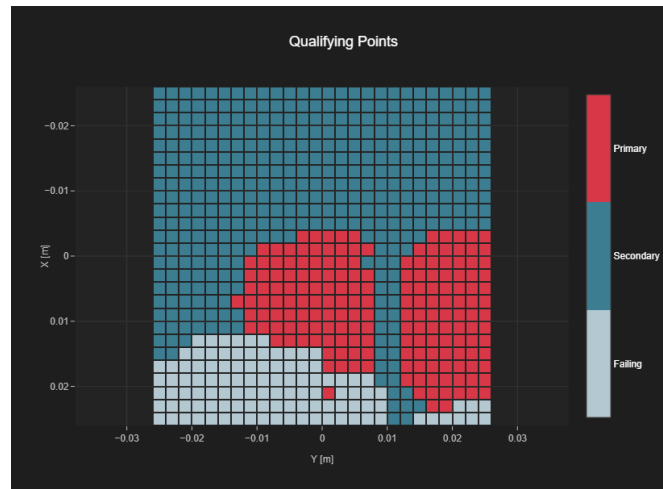 Qualifying Points
−0.02
−0.01
0
0.01
0.02
X [m]
−0.03
−0.02
−0.01
0
0.01
0.02
0.03
Y [m]
Primary
Secondary
Failing